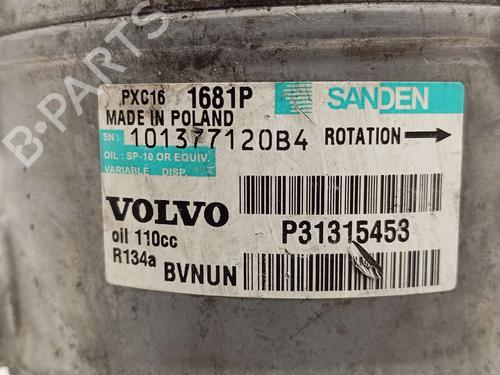 PXC16 1681P SANDEN
MADE IN POLAND
SN: 101377120B4 ROTATION
OIL: SP-10 OR EQUIV.
VARIABLE DISP.
VOLVO
oil 110cc P31315453
R134a BVNUN
B-PARTS